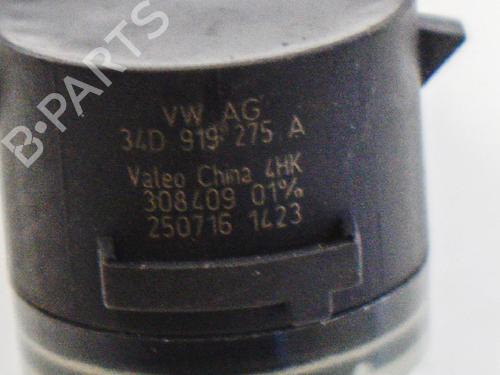 B-PARTS
VW AG
34D 919 275 A
Valeo China 4HK
308409 01%
250716 1423